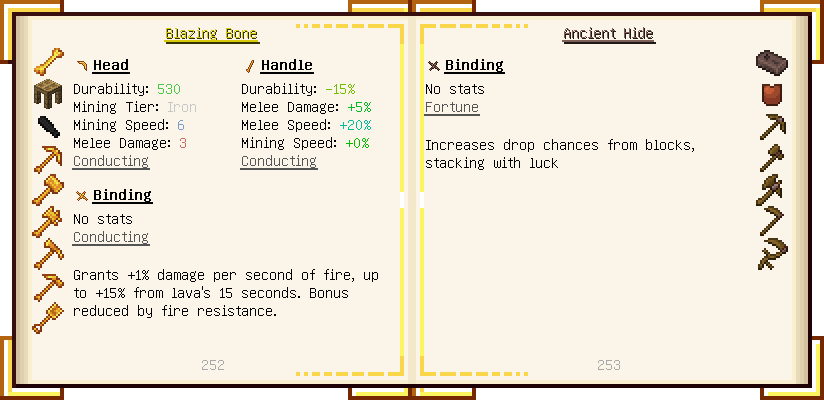 Blazing Bone
Head
Durability: 530
Mining Tier: Iron
Mining Speed: 6
Melee Damage: 3
Conducting
Handle
Durability: -15%
Melee Damage: +5%
Melee Speed: +20%
Mining Speed: +0%
Conducting
Binding
No stats
Conducting
Grants +1% damage per second of fire, up
to +15% from lava's 15 seconds. Bonus
reduced by fire resistance.
252
Ancient Hide
Binding
No stats
Fortune
Increases drop chances from blocks,
stacking with luck
253